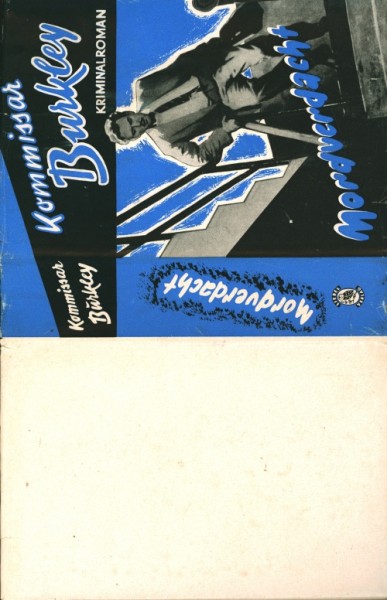 Kommissar
Burkley
KRIMINALROMAN
Mordverdacht
Kommissar
Burkley
Mordverdacht